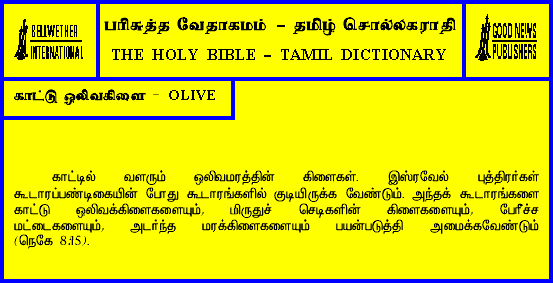 BELLWETHER
INTERNATIONAL
பரிசுத்த வேதாகமம் - தமிழ் சொல்லகராதி
THE HOLY BIBLE - TAMIL DICTIONARY
GOOD NEWS
PUBLISHERS
காட்டு ஒலிவகிளை - OLIVE
காட்டில் வளரும் ஒலிவமரத்தின் கிளைகள். இஸ்ரவேல் புத்திரர்கள்
கூடாரப்பண்டிகையின் போது கூடாரங்களில் குடியிருக்க வேண்டும். அந்தக் கூடாரங்களை
காட்டு ஒலிவக்கிளைகளையும், மிருதுச் செடிகளின் கிளைகளையும், பேரீச்ச
மட்டைகளையும், அடர்ந்த மரக்கிளைகளையும் பயன்படுத்தி அமைக்கவேண்டும்
(நெகே 8:15).